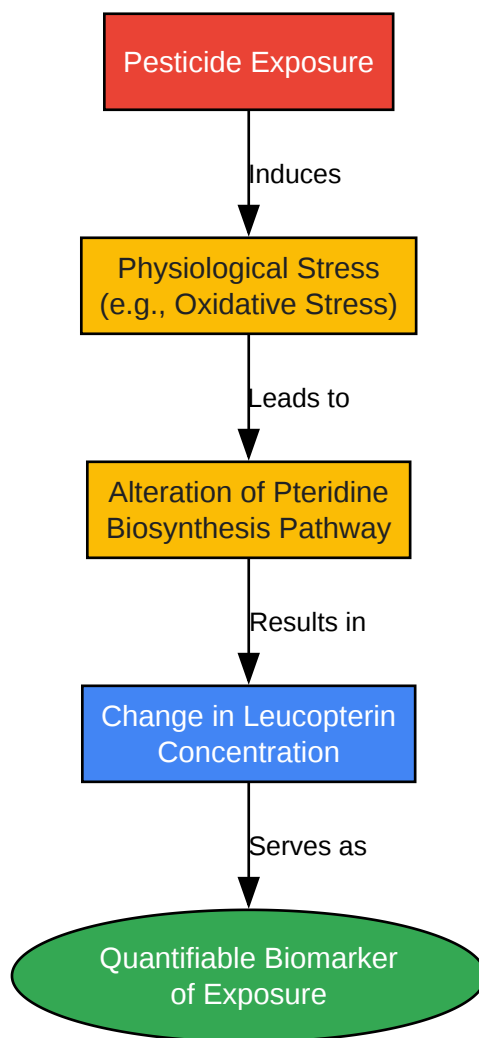 Pesticide Exposure
Induces
Physiological Stress
(e.g., Oxidative Stress)
Leads to
Alteration of Pteridine
Biosynthesis Pathway
Results in
Change in Leucopterin
Concentration
Serves as
Quantifiable Biomarker
of Exposure